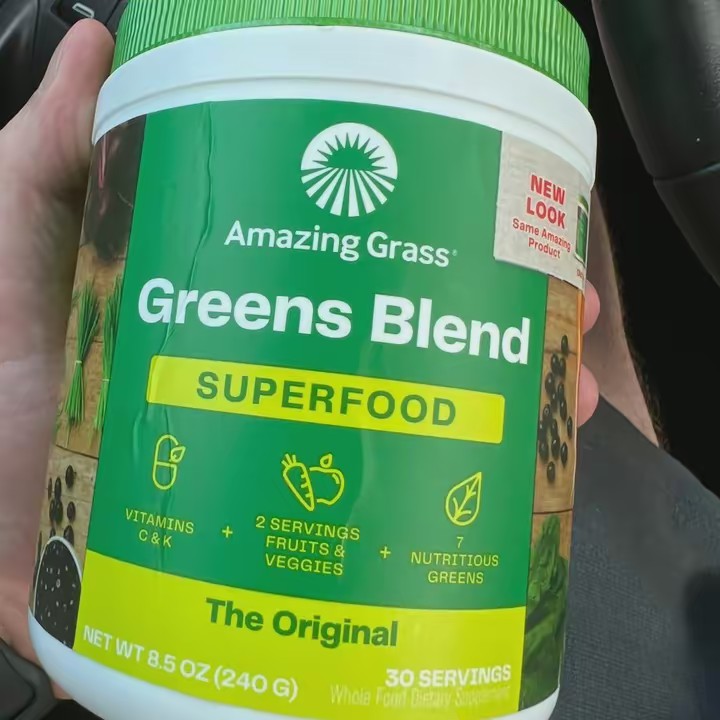 NEW
LOOK
Same Amazing
Product
Amazing Grass®
Greens Blend
SUPERFOOD
VITAMINS
C & K
+
2 SERVINGS
FRUITS &
VEGGIES
+
7
NUTRITIOUS
GREENS
The Original
NET WT 8.5 OZ (240 G)
30 SERVINGS
Whole Food Dietary Supplement